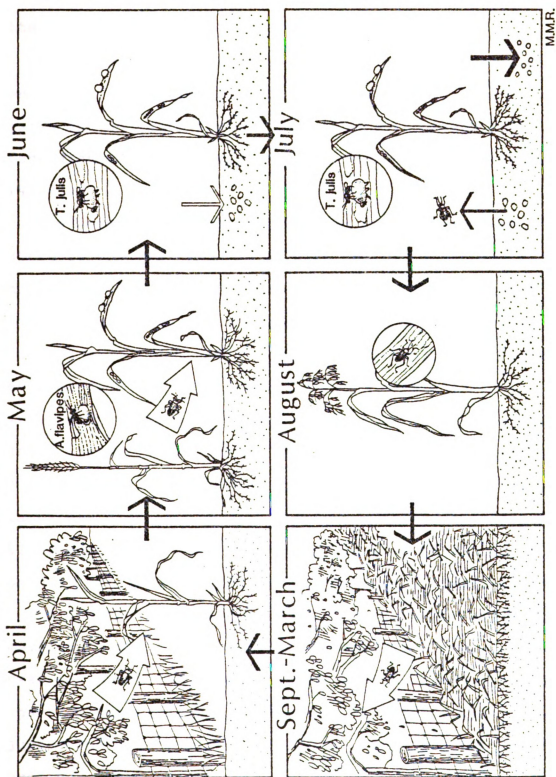 April
May
A.flavipes
June
T. julis
Sept.-March
August
July
T. julis
M.M.R.